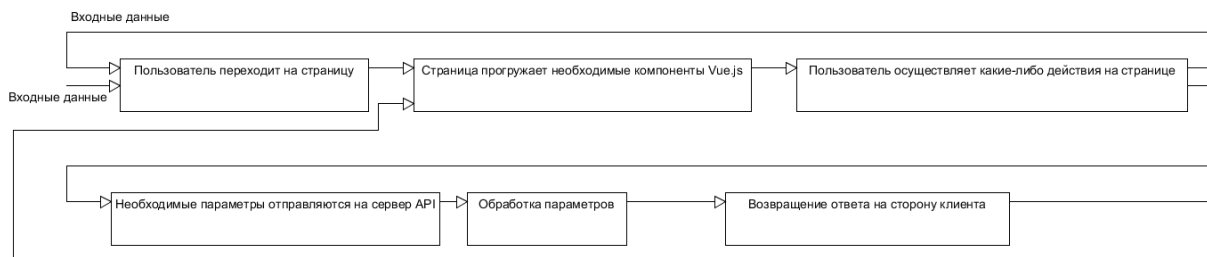 Входные данные
Пользователь переходит на страницу
Страница прогружает необходимые компоненты Vue.js
Пользователь осуществляет какие-либо действия на странице
Входные данные
Необходимые параметры отправляются на сервер API
Обработка параметров
Возвращение ответа на сторону клиента